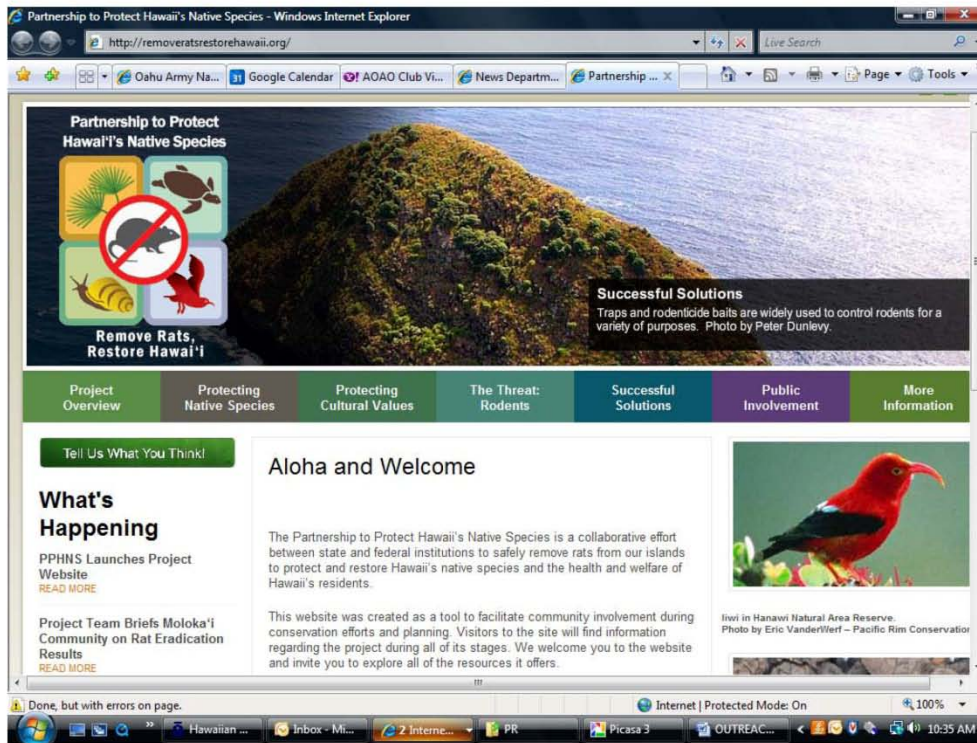 Partnership to Protect Hawaii's Native Species - Windows Internet Explorer
http://removeratsrestorehawaii.org/
Live Search
Oahu Army Na...
Google Calendar
AOAO Club Vi...
News Departm...
Partnership ...
Page
Tools
Partnership to Protect
Hawai‘i's Native Species
Remove Rats,
Restore Hawai‘i
Successful Solutions
Traps and rodenticide baits are widely used to control rodents for a
variety of purposes. Photo by Peter Dunlevy.
Project
Overview
Protecting
Native Species
Protecting
Cultural Values
The Threat:
Rodents
Successful
Solutions
Public
Involvement
More
Information
Tell Us What You Think!
What's
Happening
PPHNS Launches Project
Website
READ MORE
Project Team Briefs Moloka‘i
Community on Rat Eradication
Results
READ MORE
Aloha and Welcome
The Partnership to Protect Hawaii's Native Species is a collaborative effort
between state and federal institutions to safely remove rats from our islands
to protect and restore Hawaii's native species and the health and welfare of
Hawaii's residents.
This website was created as a tool to facilitate community involvement during
conservation efforts and planning. Visitors to the site will find information
regarding the project during all of its stages. We welcome you to the website
and invite you to explore all of the resources it offers.
Iiwi in Hanawi Natural Area Reserve.
Photo by Eric VanderWerf – Pacific Rim Conservation
Done, but with errors on page.
Internet | Protected Mode: On
100%
Hawaiian ...
Inbox - Mi...
2 Interne...
PR
Picasa 3
OUTREAC...
10:35 AM